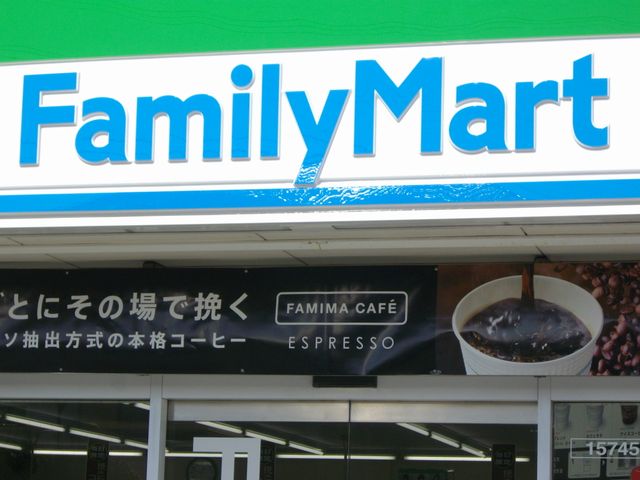 FamilyMart
とにその場で挽く
ソ抽出方式の本格コーヒー
FAMIMA CAFÉ
ESPRESSO
15745